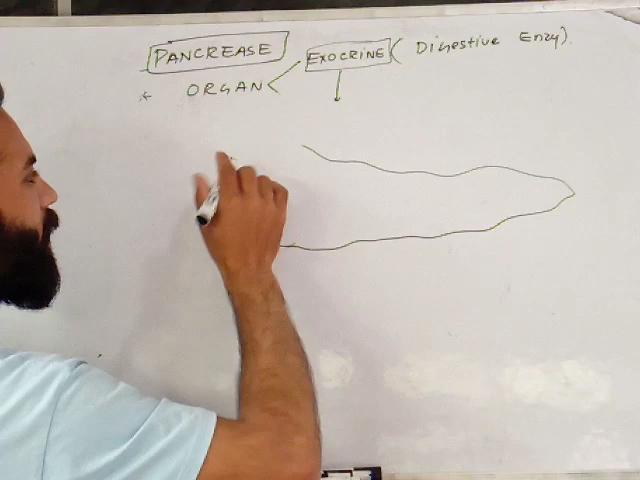 PANCREASE
EXOCRINE ( Digestive Enzy).
* ORGAN <